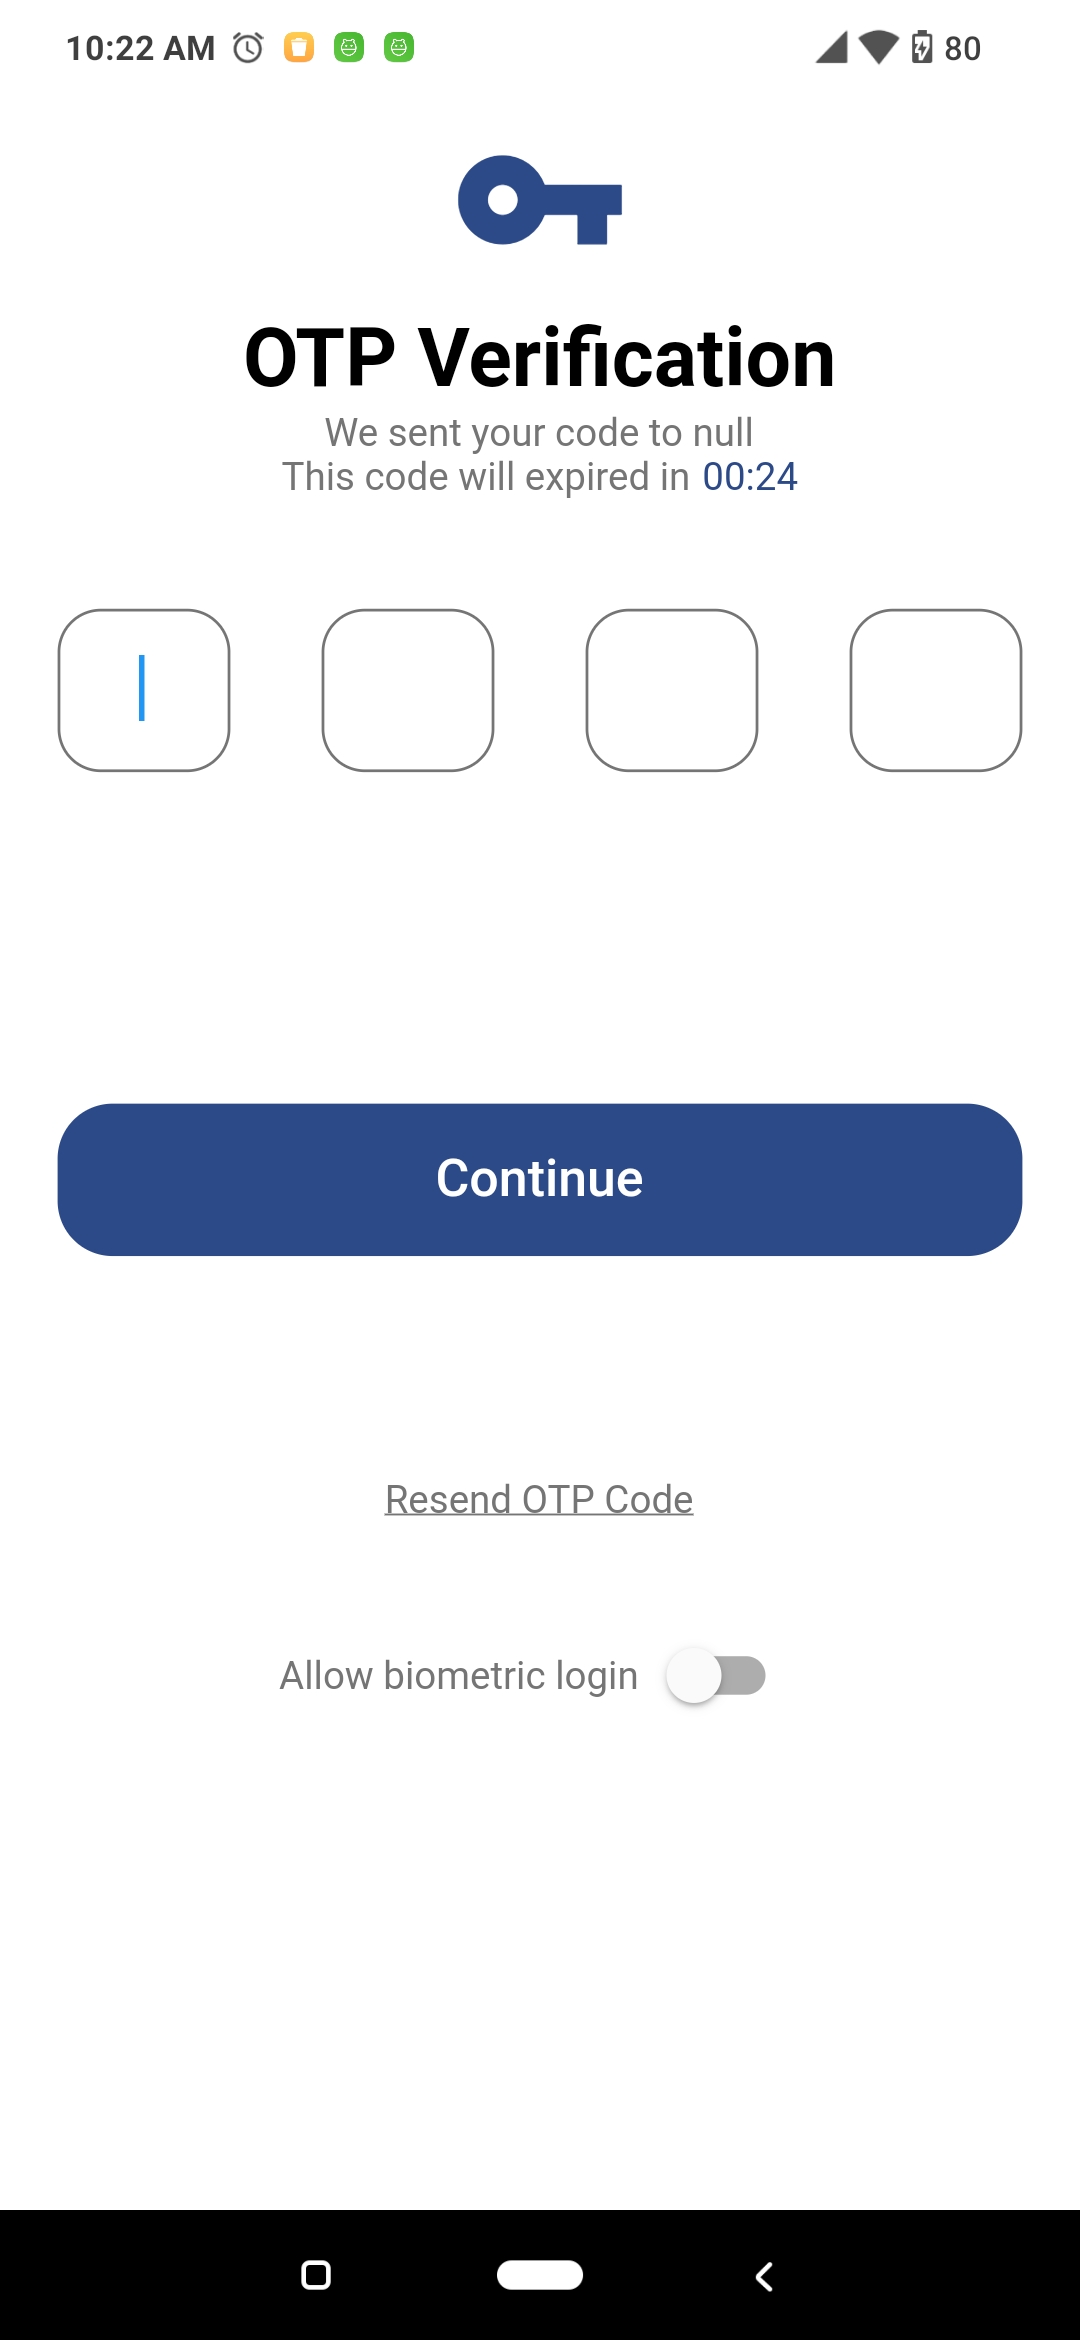 10:22 AM 80
OTP Verification
We sent your code to null
This code will expired in 00:24
Continue
Resend OTP Code
Allow biometric login